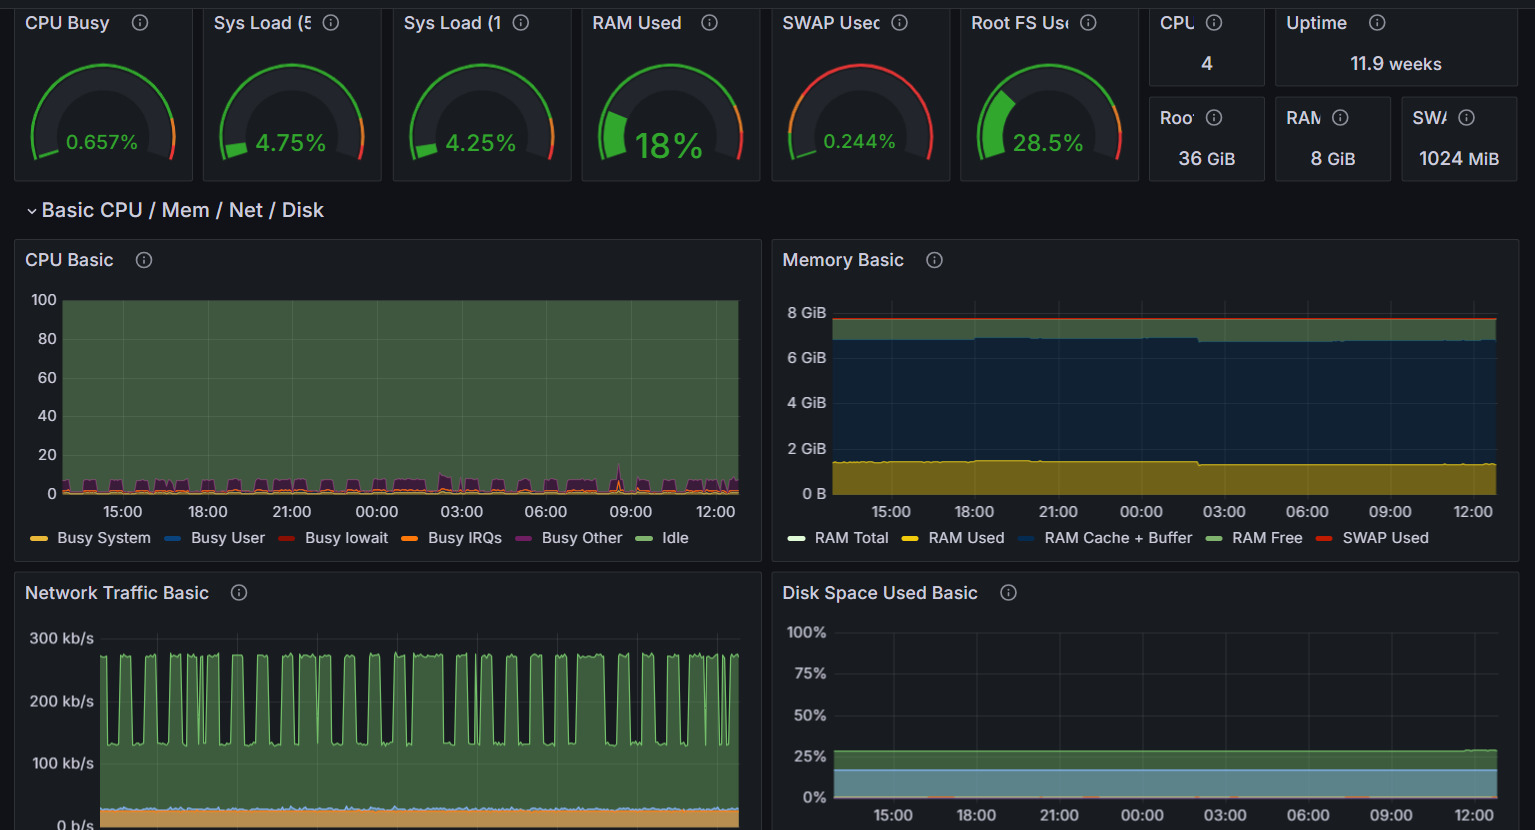 CPU Busy
Sys Load (5
Sys Load (1
RAM Used
SWAP Used
Root FS Use
CPU
Uptime
0.657%
4.75%
4.25%
18%
0.244%
28.5%
4
11.9 weeks
Root
RAM
SWA
36 GiB
8 GiB
1024 MiB
Basic CPU / Mem / Net / Disk
CPU Basic
100
80
60
40
20
0
15:00 18:00 21:00 00:00 03:00 06:00 09:00 12:00
Busy System Busy User Busy Iowait Busy IRQs Busy Other Idle
Memory Basic
8 GiB
6 GiB
4 GiB
2 GiB
0 B
15:00 18:00 21:00 00:00 03:00 06:00 09:00 12:00
RAM Total RAM Used RAM Cache + Buffer RAM Free SWAP Used
Network Traffic Basic
300 kb/s
200 kb/s
100 kb/s
0 b/s
Disk Space Used Basic
100%
75%
50%
25%
0%
15:00 18:00 21:00 00:00 03:00 06:00 09:00 12:00